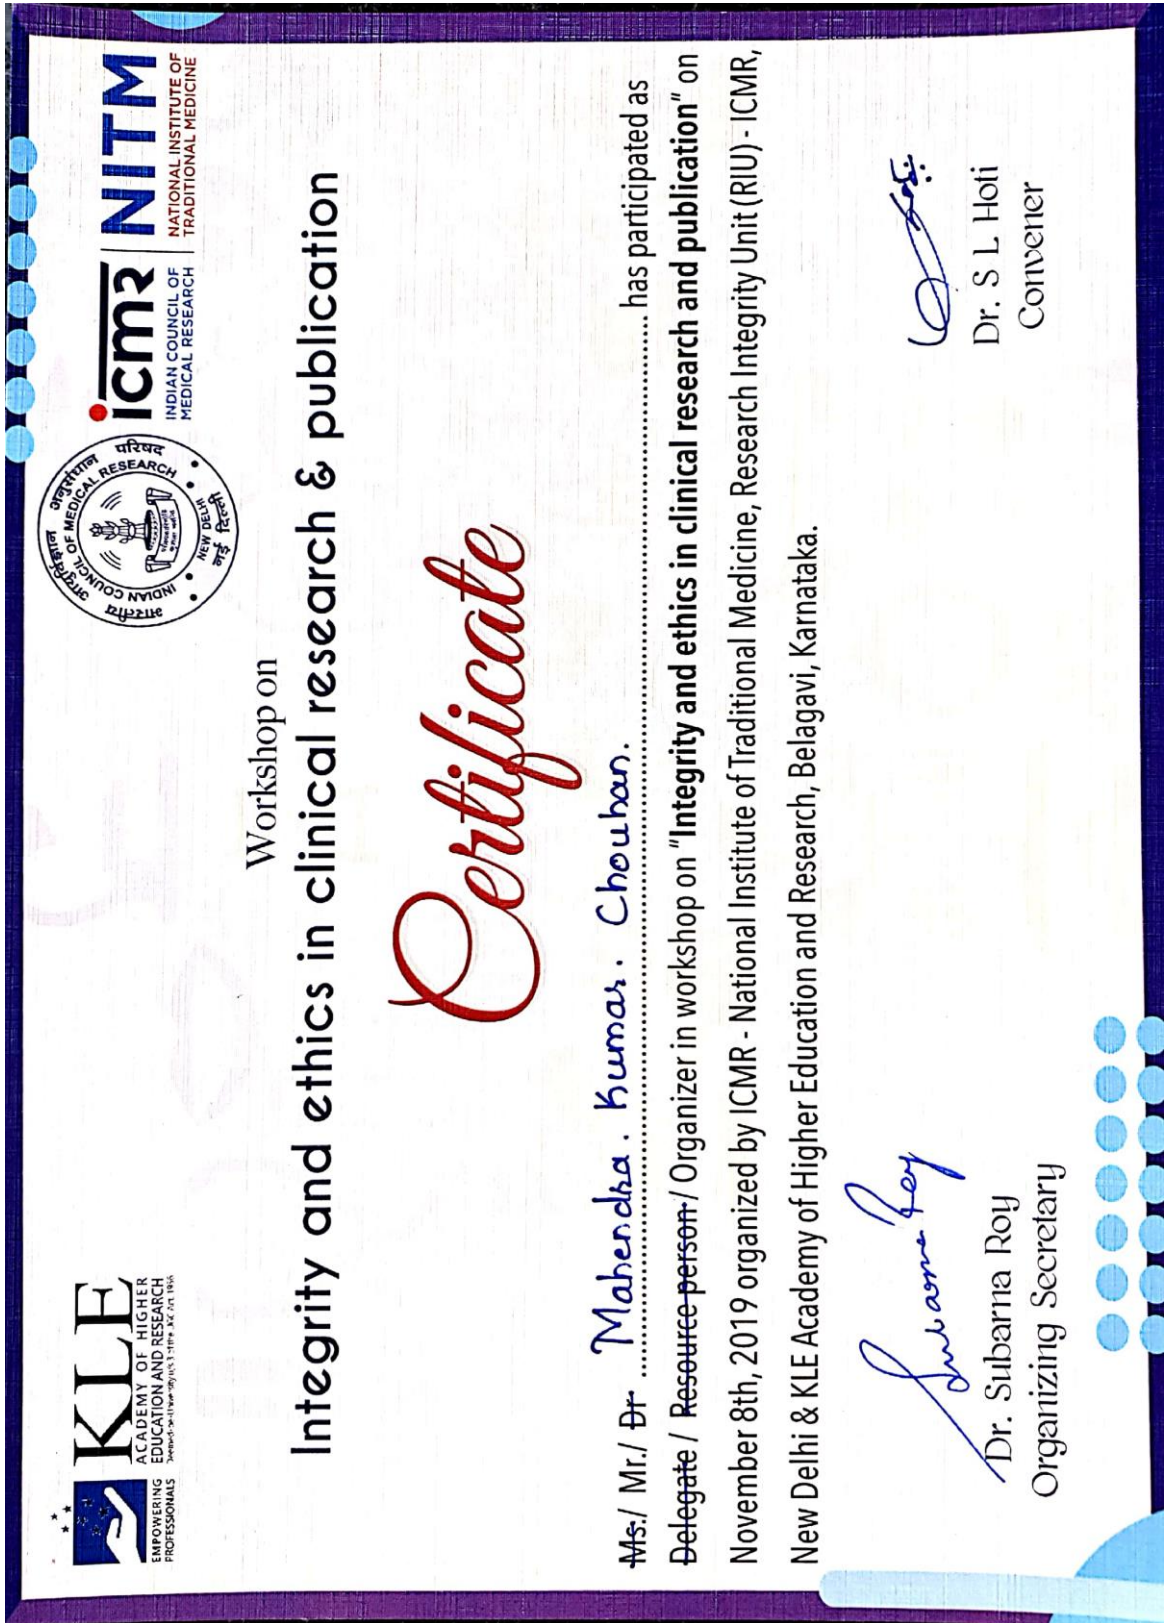 KLE
ACADEMY OF HIGHER
EDUCATION AND RESEARCH
EMPOWERING
PROFESSIONALS
भारतीय आयुर्विज्ञान अनुसंधान परिषद
INDIAN COUNCIL OF MEDICAL RESEARCH
NEW DELHI
नई दिल्ली
icmr
INDIAN COUNCIL OF
MEDICAL RESEARCH
NITM
NATIONAL INSTITUTE OF
TRADITIONAL MEDICINE
Workshop on
Integrity and ethics in clinical research & publication
Certificate
Ms./ Mr./ Dr Mahendra. Kumar. Chouhan. has participated as
Delegate / Resource person / Organizer in workshop on "Integrity and ethics in clinical research and publication" on
November 8th, 2019 organized by ICMR - National Institute of Traditional Medicine, Research Integrity Unit (RIU) - ICMR,
New Delhi & KLE Academy of Higher Education and Research, Belagavi, Karnataka.
Subarna Roy
Dr. Subarna Roy
Organizing Secretary
Dr. S L Hoti
Convener